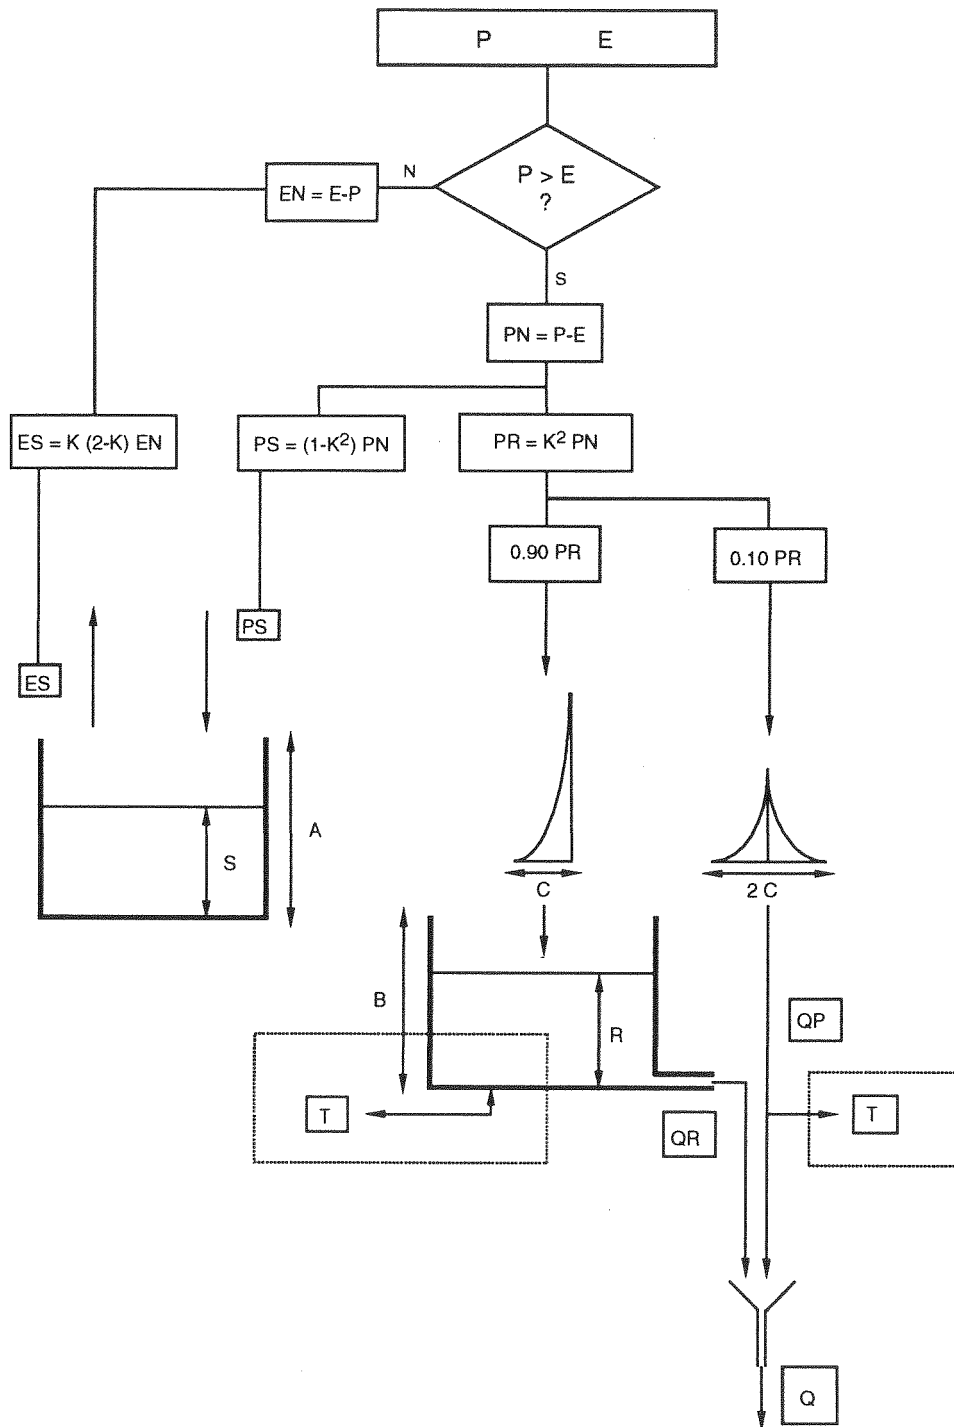 P E
P > E
?
N
EN = E-P
S
PN = P-E
ES = K (2-K) EN
PS = (1-K²) PN
PR = K² PN
0.90 PR
0.10 PR
PS
ES
A
S
C
2 C
B
R
QP
T
QR
T
Q